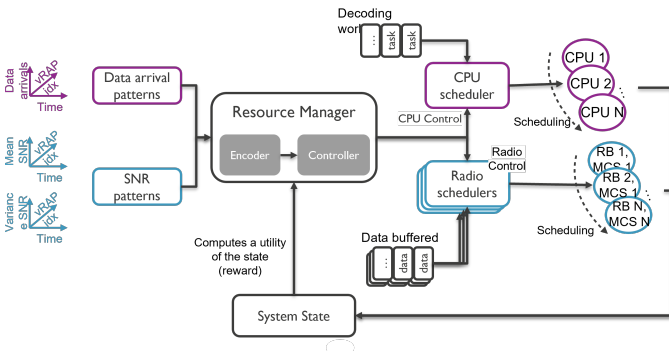 Decoding
work
... task task
Data
arrivals
vRAP
idx
Time
Data arrival
patterns
CPU
scheduler
CPU 1
CPU 2
CPU N
Scheduling
Resource Manager
Encoder
Controller
CPU Control
Radio
Control
Mean
SNR
vRAP
idx
Time
SNR
patterns
Radio
schedulers
RB 1,
MCS 1
RB 2,
MCS 1
RB N,
MCS N
Scheduling
Varianc
e SNR
vRAP
idx
Time
Computes a utility
of the state
(reward)
Data buffered
... data data
System State